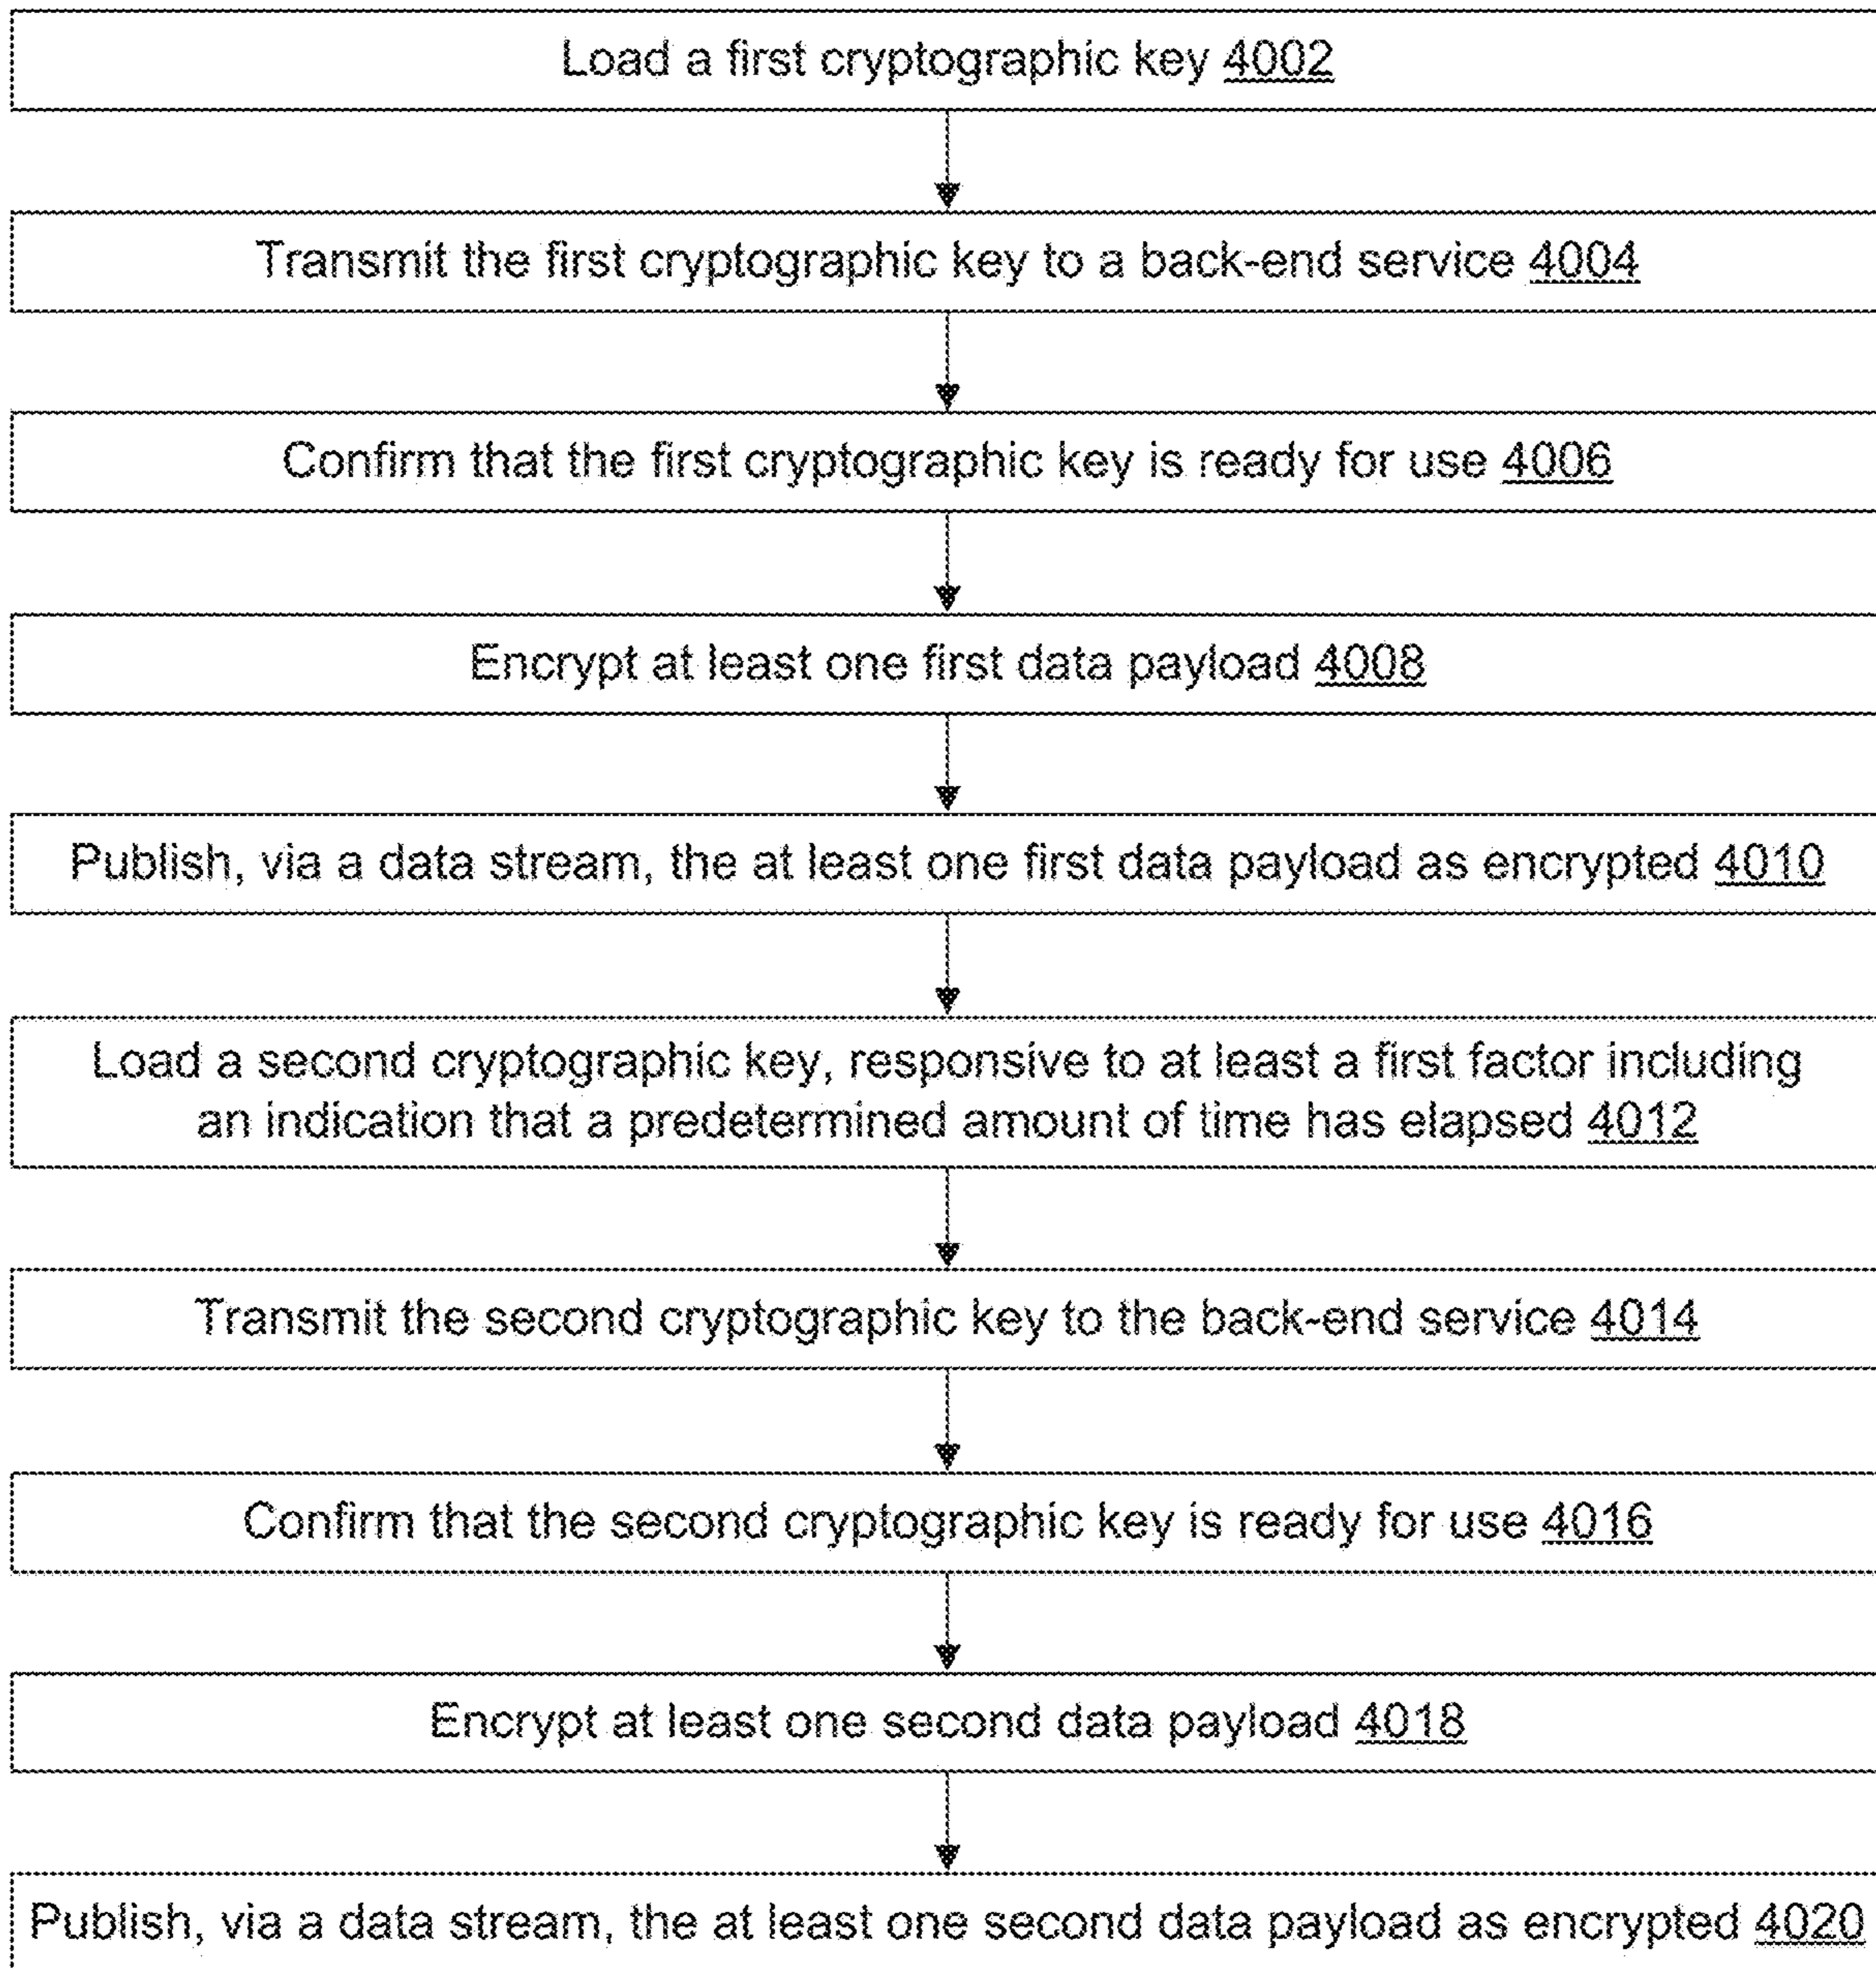 Load a first cryptographic key 4002
Transmit the first cryptographic key to a back-end service 4004
Confirm that the first cryptographic key is ready for use 4006
Encrypt at least one first data payload 4008
Publish, via a data stream, the at least one first data payload as encrypted 4010
Load a second cryptographic key, responsive to at least a first factor including
an indication that a predetermined amount of time has elapsed 4012
Transmit the second cryptographic key to the back-end service 4014
Confirm that the second cryptographic key is ready for use 4016
Encrypt at least one second data payload 4018
Publish, via a data stream, the at least one second data payload as encrypted 4020